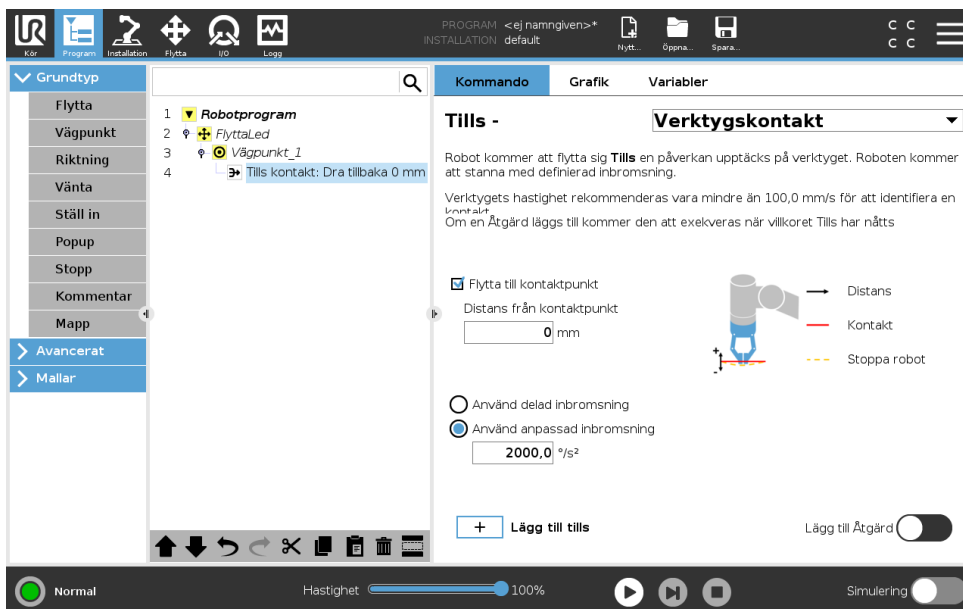 UR
PROGRAM <ej namngiven>*
INSTALLATION default
C C
C C
Kör
Program
Installation
Flytta
I/O
Logg
Nytt...
Öppna...
Spara...
Grundtyp
Flytta
Vägpunkt
Riktning
Vänta
Ställ in
Popup
Stopp
Kommentar
Mapp
Avancerat
Mallar
1 Robotprogram
2 FlyttaLed
3 Vägpunkt_1
4 Tills kontakt: Dra tillbaka 0 mm
Kommando Grafik Variabler
Tills - Verktygskontakt
Robot kommer att flytta sig Tills en påverkan upptäcks på verktyget. Roboten kommer
att stanna med definierad inbromsning.
Verktygets hastighet rekommenderas vara mindre än 100,0 mm/s för att identifiera en
kontakt
Om en Åtgärd läggs till kommer den att exekveras när villkoret Tills har nåtts
Flytta till kontaktpunkt
Distans från kontaktpunkt
0 mm
Distans
Kontakt
Stoppa robot
+
-
Använd delad inbromsning
Använd anpassad inbromsning
2000,0 °/s²
+ Lägg till tills
Lägg till Åtgärd
Normal
Hastighet 100%
Simulering